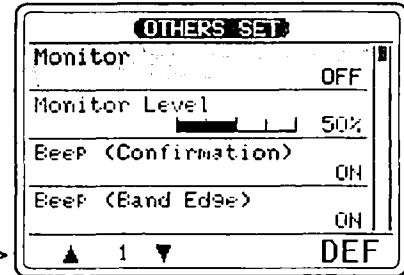 OTHERS SET
Monitor
OFF
Monitor Level
50%
Beep (Confirmation)
ON
Beep (Band Edge)
ON
1
DEF